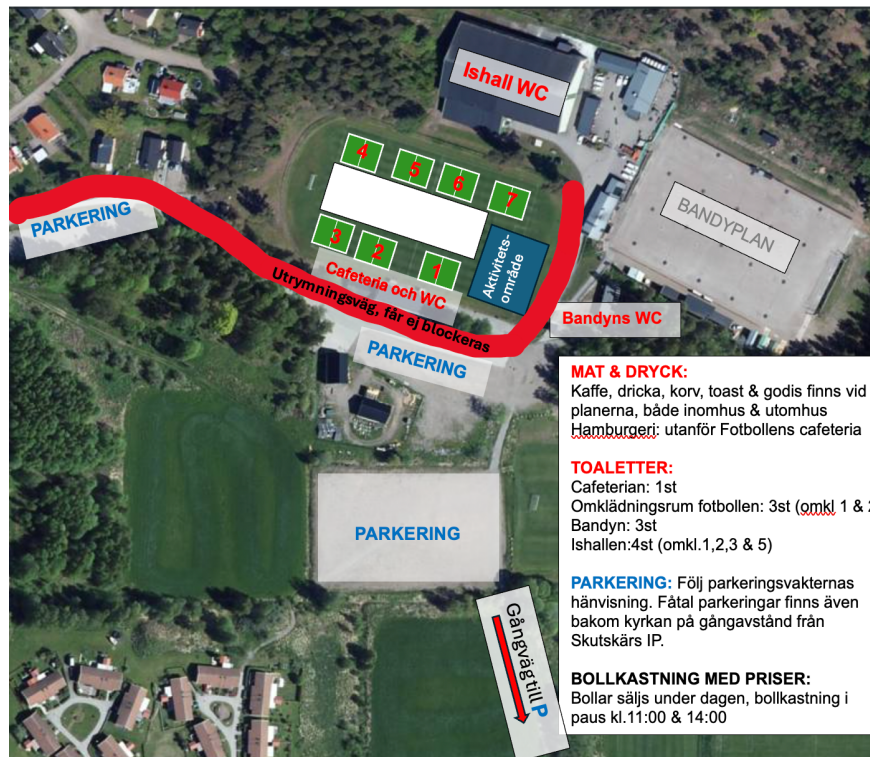 Ishall WC
4
5
6
7
PARKERING
BANDYPLAN
3
2
1
Aktivitets-
område
Cafeteria och WC
Utrymningsväg, får ej blockeras
Bandyns WC
PARKERING
MAT & DRYCK:
Kaffe, dricka, korv, toast & godis finns vid
planerna, både inomhus & utomhus
Hamburgeri: utanför Fotbollens cafeteria
TOALETTER:
Cafeterian: 1st
Omklädningsrum fotbollen: 3st (omkl 1 & 2
Bandyn: 3st
Ishallen:4st (omkl.1,2,3 & 5)
PARKERING
PARKERING: Följ parkeringsvakternas
hänvisning. Fåtal parkeringar finns även
bakom kyrkan på gångavstånd från
Skutskärs IP.
Gångväg till P
BOLLKASTNING MED PRISER:
Bollar säljs under dagen, bollkastning i
paus kl.11:00 & 14:00